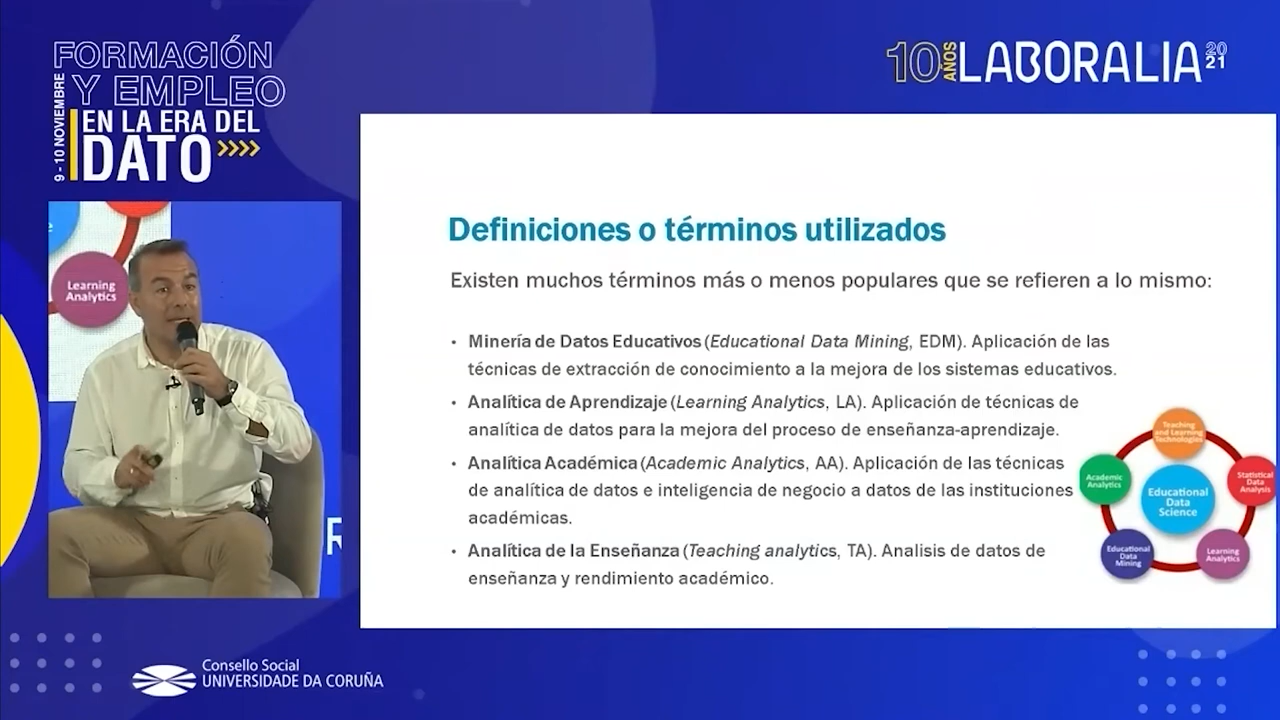 FORMACIÓN
Y EMPLEO
EN LA ERA DEL
DATO
9 - 10 NOVIEMBRE
10 AÑOS LABORALIA 2021
Learning
Analytics
Definiciones o términos utilizados
Existen muchos términos más o menos populares que se refieren a lo mismo:
• Minería de Datos Educativos (Educational Data Mining, EDM). Aplicación de las
técnicas de extracción de conocimiento a la mejora de los sistemas educativos.
• Analítica de Aprendizaje (Learning Analytics, LA). Aplicación de técnicas de
analítica de datos para la mejora del proceso de enseñanza-aprendizaje.
• Analítica Académica (Academic Analytics, AA). Aplicación de las técnicas
de analítica de datos e inteligencia de negocio a datos de las instituciones
académicas.
• Analítica de la Enseñanza (Teaching analytics, TA). Analisis de datos de
enseñanza y rendimiento académico.
Teaching
and Learning
Technologies
Academic
Analytics
Statistical
Data
Analysis
Educational
Data
Science
Educational
Data
Mining
Learning
Analytics
Consello Social
UNIVERSIDADE DA CORUÑA